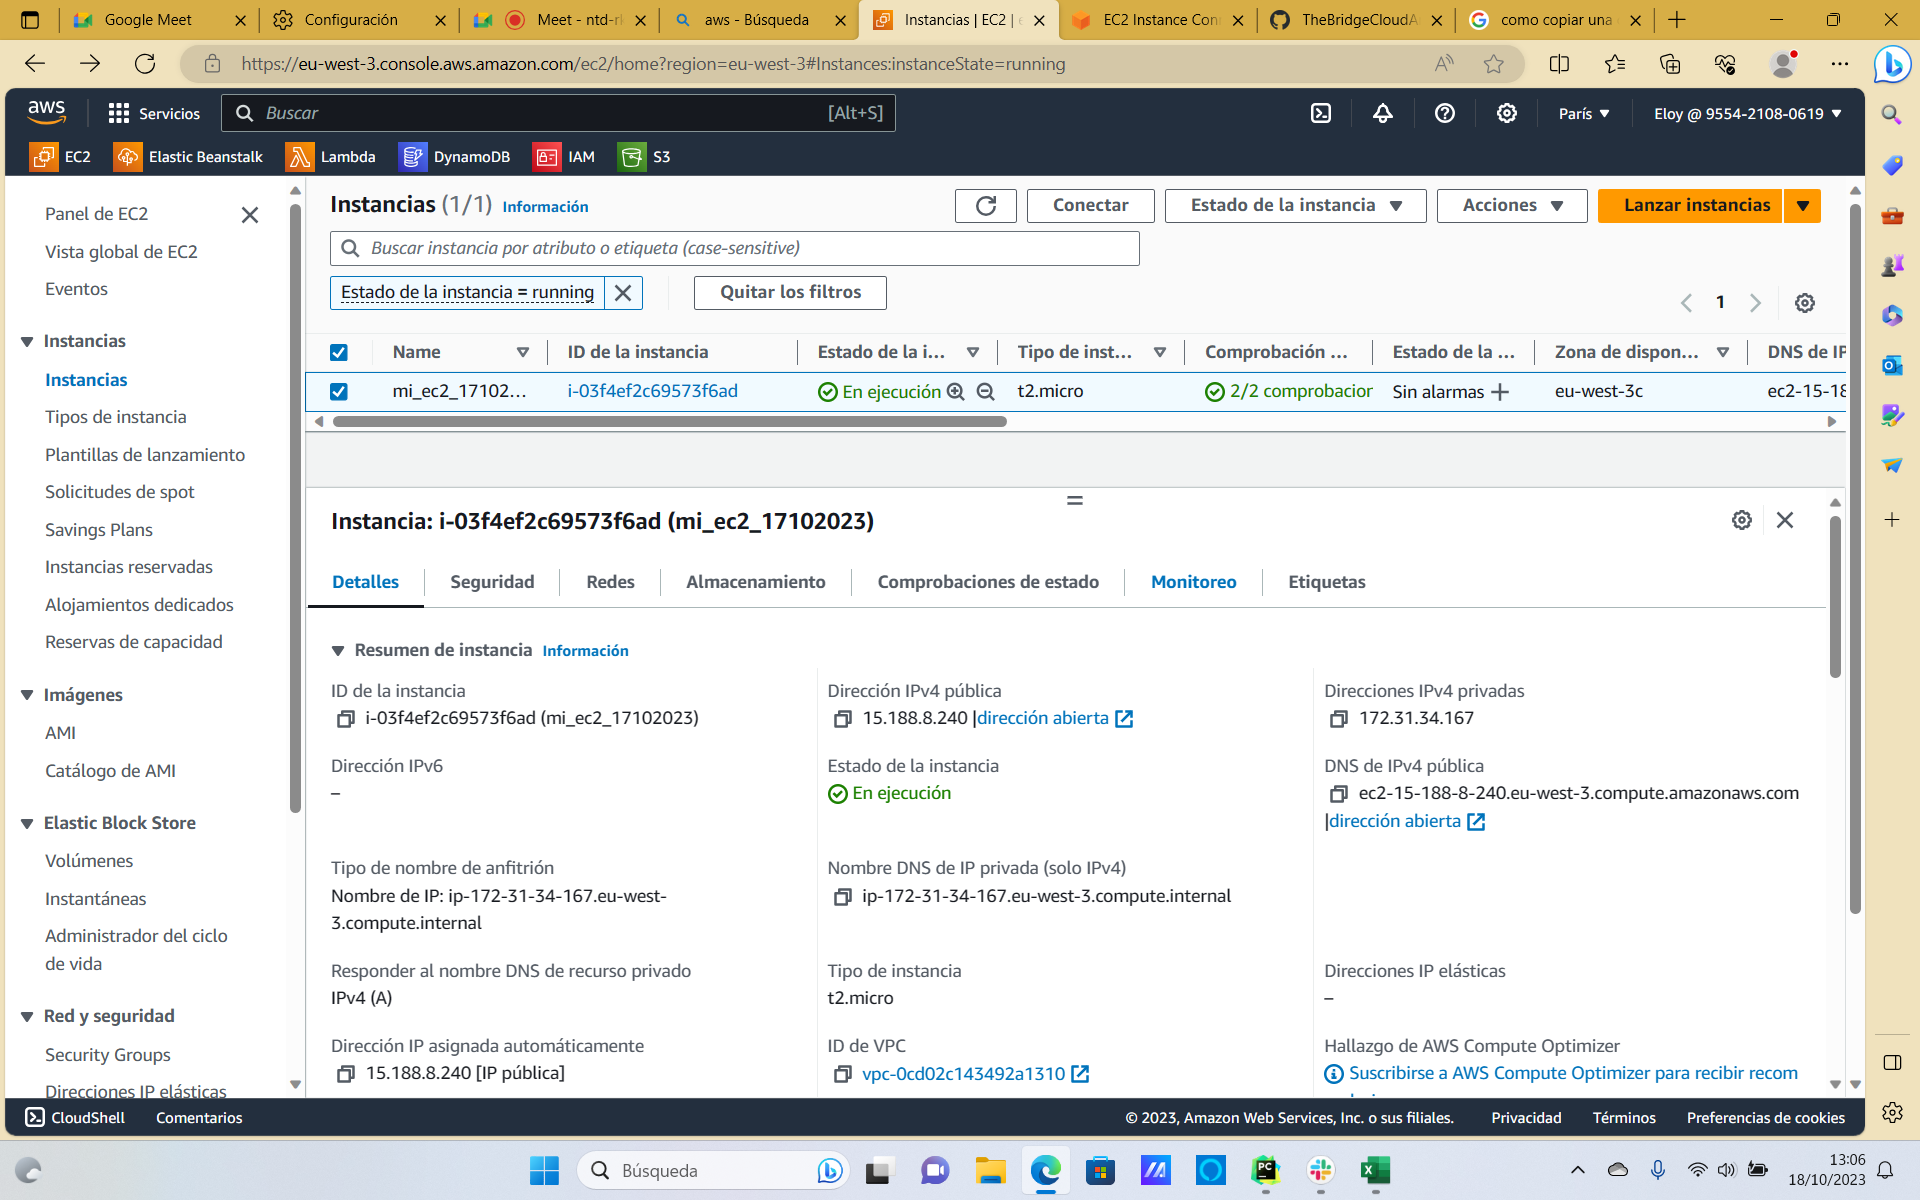 Google Meet
Configuración
Meet - ntd-r
aws - Búsqueda
Instancias | EC2 | e
EC2 Instance Con
TheBridgeCloudA
como copiar una
https://eu-west-3.console.aws.amazon.com/ec2/home?region=eu-west-3#Instances:instanceState=running
aws
Servicios
Buscar
[Alt+S]
París
Eloy @ 9554-2108-0619
EC2
Elastic Beanstalk
Lambda
DynamoDB
IAM
S3
Panel de EC2
Vista global de EC2
Eventos
Instancias
Instancias
Tipos de instancia
Plantillas de lanzamiento
Solicitudes de spot
Savings Plans
Instancias reservadas
Alojamientos dedicados
Reservas de capacidad
Imágenes
AMI
Catálogo de AMI
Elastic Block Store
Volúmenes
Instantáneas
Administrador del ciclo
de vida
Red y seguridad
Security Groups
Direcciones IP elásticas
Instancias (1/1) Información
Conectar
Estado de la instancia
Acciones
Lanzar instancias
Buscar instancia por atributo o etiqueta (case-sensitive)
Estado de la instancia = running
Quitar los filtros
1
Name
ID de la instancia
Estado de la i...
Tipo de inst...
Comprobación ...
Estado de la ...
Zona de dispon...
DNS de IP
mi_ec2_17102...
i-03f4ef2c69573f6ad
En ejecución
t2.micro
2/2 comprobacior
Sin alarmas
eu-west-3c
ec2-15-18
Instancia: i-03f4ef2c69573f6ad (mi_ec2_17102023)
Detalles
Seguridad
Redes
Almacenamiento
Comprobaciones de estado
Monitoreo
Etiquetas
Resumen de instancia Información
ID de la instancia
i-03f4ef2c69573f6ad (mi_ec2_17102023)
Dirección IPv4 pública
15.188.8.240 |dirección abierta
Direcciones IPv4 privadas
172.31.34.167
Dirección IPv6
–
Estado de la instancia
En ejecución
DNS de IPv4 pública
ec2-15-188-8-240.eu-west-3.compute.amazonaws.com
|dirección abierta
Tipo de nombre de anfitrión
Nombre de IP: ip-172-31-34-167.eu-west-
3.compute.internal
Nombre DNS de IP privada (solo IPv4)
ip-172-31-34-167.eu-west-3.compute.internal
Responder al nombre DNS de recurso privado
IPv4 (A)
Tipo de instancia
t2.micro
Direcciones IP elásticas
–
Dirección IP asignada automáticamente
15.188.8.240 [IP pública]
ID de VPC
vpc-0cd02c143492a1310
Hallazgo de AWS Compute Optimizer
Suscribirse a AWS Compute Optimizer para recibir recom
CloudShell
Comentarios
© 2023, Amazon Web Services, Inc. o sus filiales.
Privacidad
Términos
Preferencias de cookies
Búsqueda
PC
13:06
18/10/2023